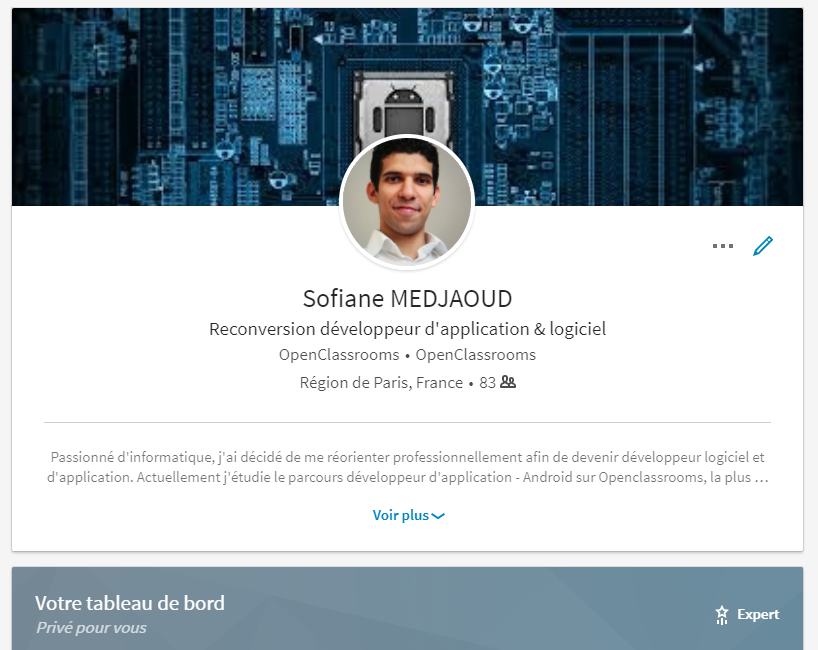 Sofiane MEDJAOUD
Reconversion développeur d'application & logiciel
OpenClassrooms • OpenClassrooms
Région de Paris, France • 83
Passionné d'informatique, j'ai décidé de me réorienter professionnellement afin de devenir développeur logiciel et
d'application. Actuellement j'étudie le parcours développeur d'application - Android sur Openclassrooms, la plus …
Voir plus
Votre tableau de bord
Privé pour vous
Expert